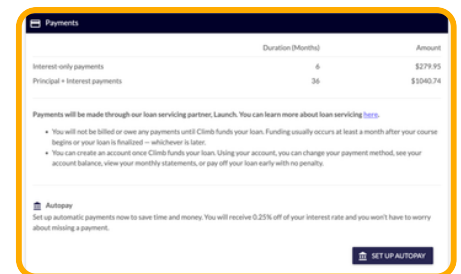 Payments
Duration (Months) Amount
Interest-only payments 6 $279.95
Principal + Interest payments 36 $1040.74
Payments will be made through our loan servicing partner, Launch. You can learn more about loan servicing here.
• You will not be billed or owe any payments until Climb funds your loan. Funding usually occurs at least a month after your course
begins or your loan is finalized — whichever is later.
• You can create an account once Climb funds your loan. Using your account, you can change your payment method, see your
account balance, view your monthly statements, or pay off your loan early with no penalty.
Autopay
Set up automatic payments now to save time and money. You will receive 0.25% off of your interest rate and you won't have to worry
about missing a payment.
SET UP AUTOPAY